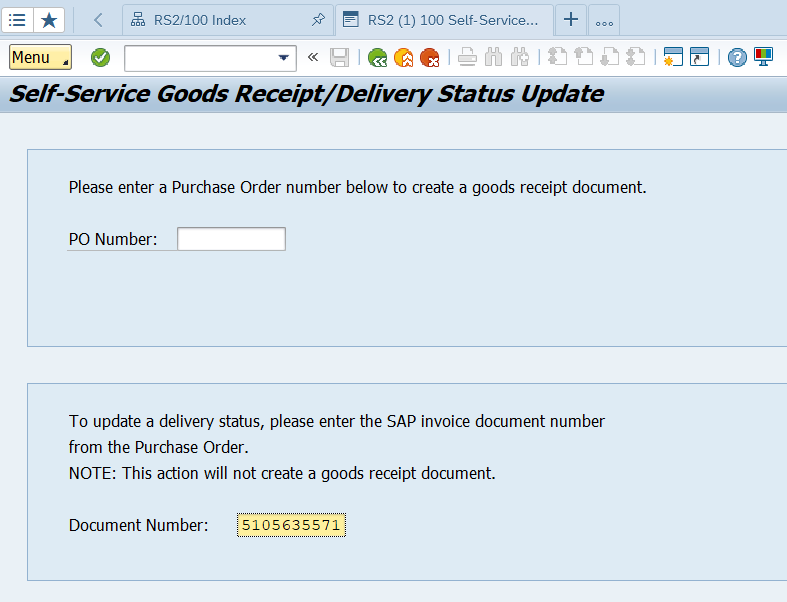 RS2/100 Index
RS2 (1) 100 Self-Service...
Menu
Self-Service Goods Receipt/Delivery Status Update
Please enter a Purchase Order number below to create a goods receipt document.
PO Number:
To update a delivery status, please enter the SAP invoice document number
from the Purchase Order.
NOTE: This action will not create a goods receipt document.
Document Number: 5105635571